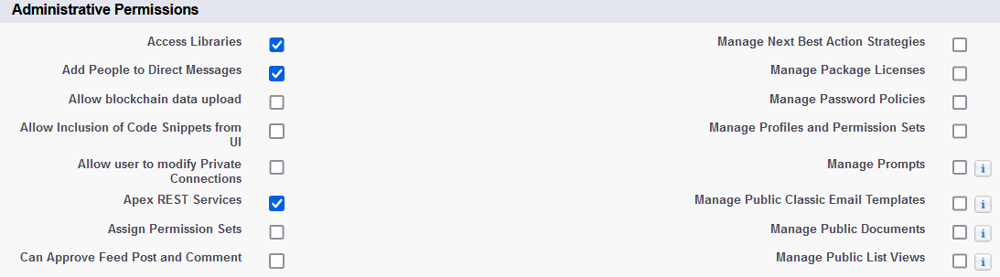 Administrative Permissions
Access Libraries
Manage Next Best Action Strategies
Add People to Direct Messages
Manage Package Licenses
Allow blockchain data upload
Manage Password Policies
Allow Inclusion of Code Snippets from
UI
Manage Profiles and Permission Sets
Allow user to modify Private
Connections
Manage Prompts
i
Apex REST Services
Manage Public Classic Email Templates
i
Assign Permission Sets
Manage Public Documents
i
Can Approve Feed Post and Comment
Manage Public List Views
i